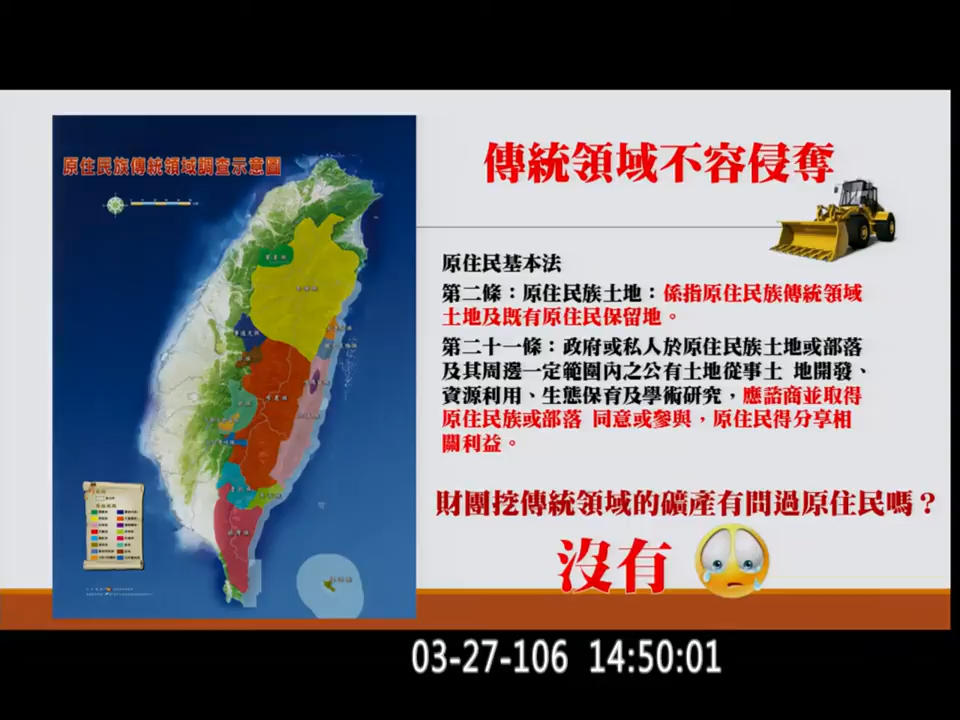 原住民族傳統領域調查示意圖
傳統領域不容侵奪
原住民基本法
第二條：原住民族土地：係指原住民族傳統領域
土地及既有原住民保留地。
第二十一條：政府或私人於原住民族土地或部落
及其周邊一定範圍內之公有土地從事土 地開發、
資源利用、生態保育及學術研究，應諮商並取得
原住民族或部落 同意或參與，原住民得分享相
關利益。
財團挖傳統領域的礦產有問過原住民嗎？
沒有
03-27-106 14:50:01